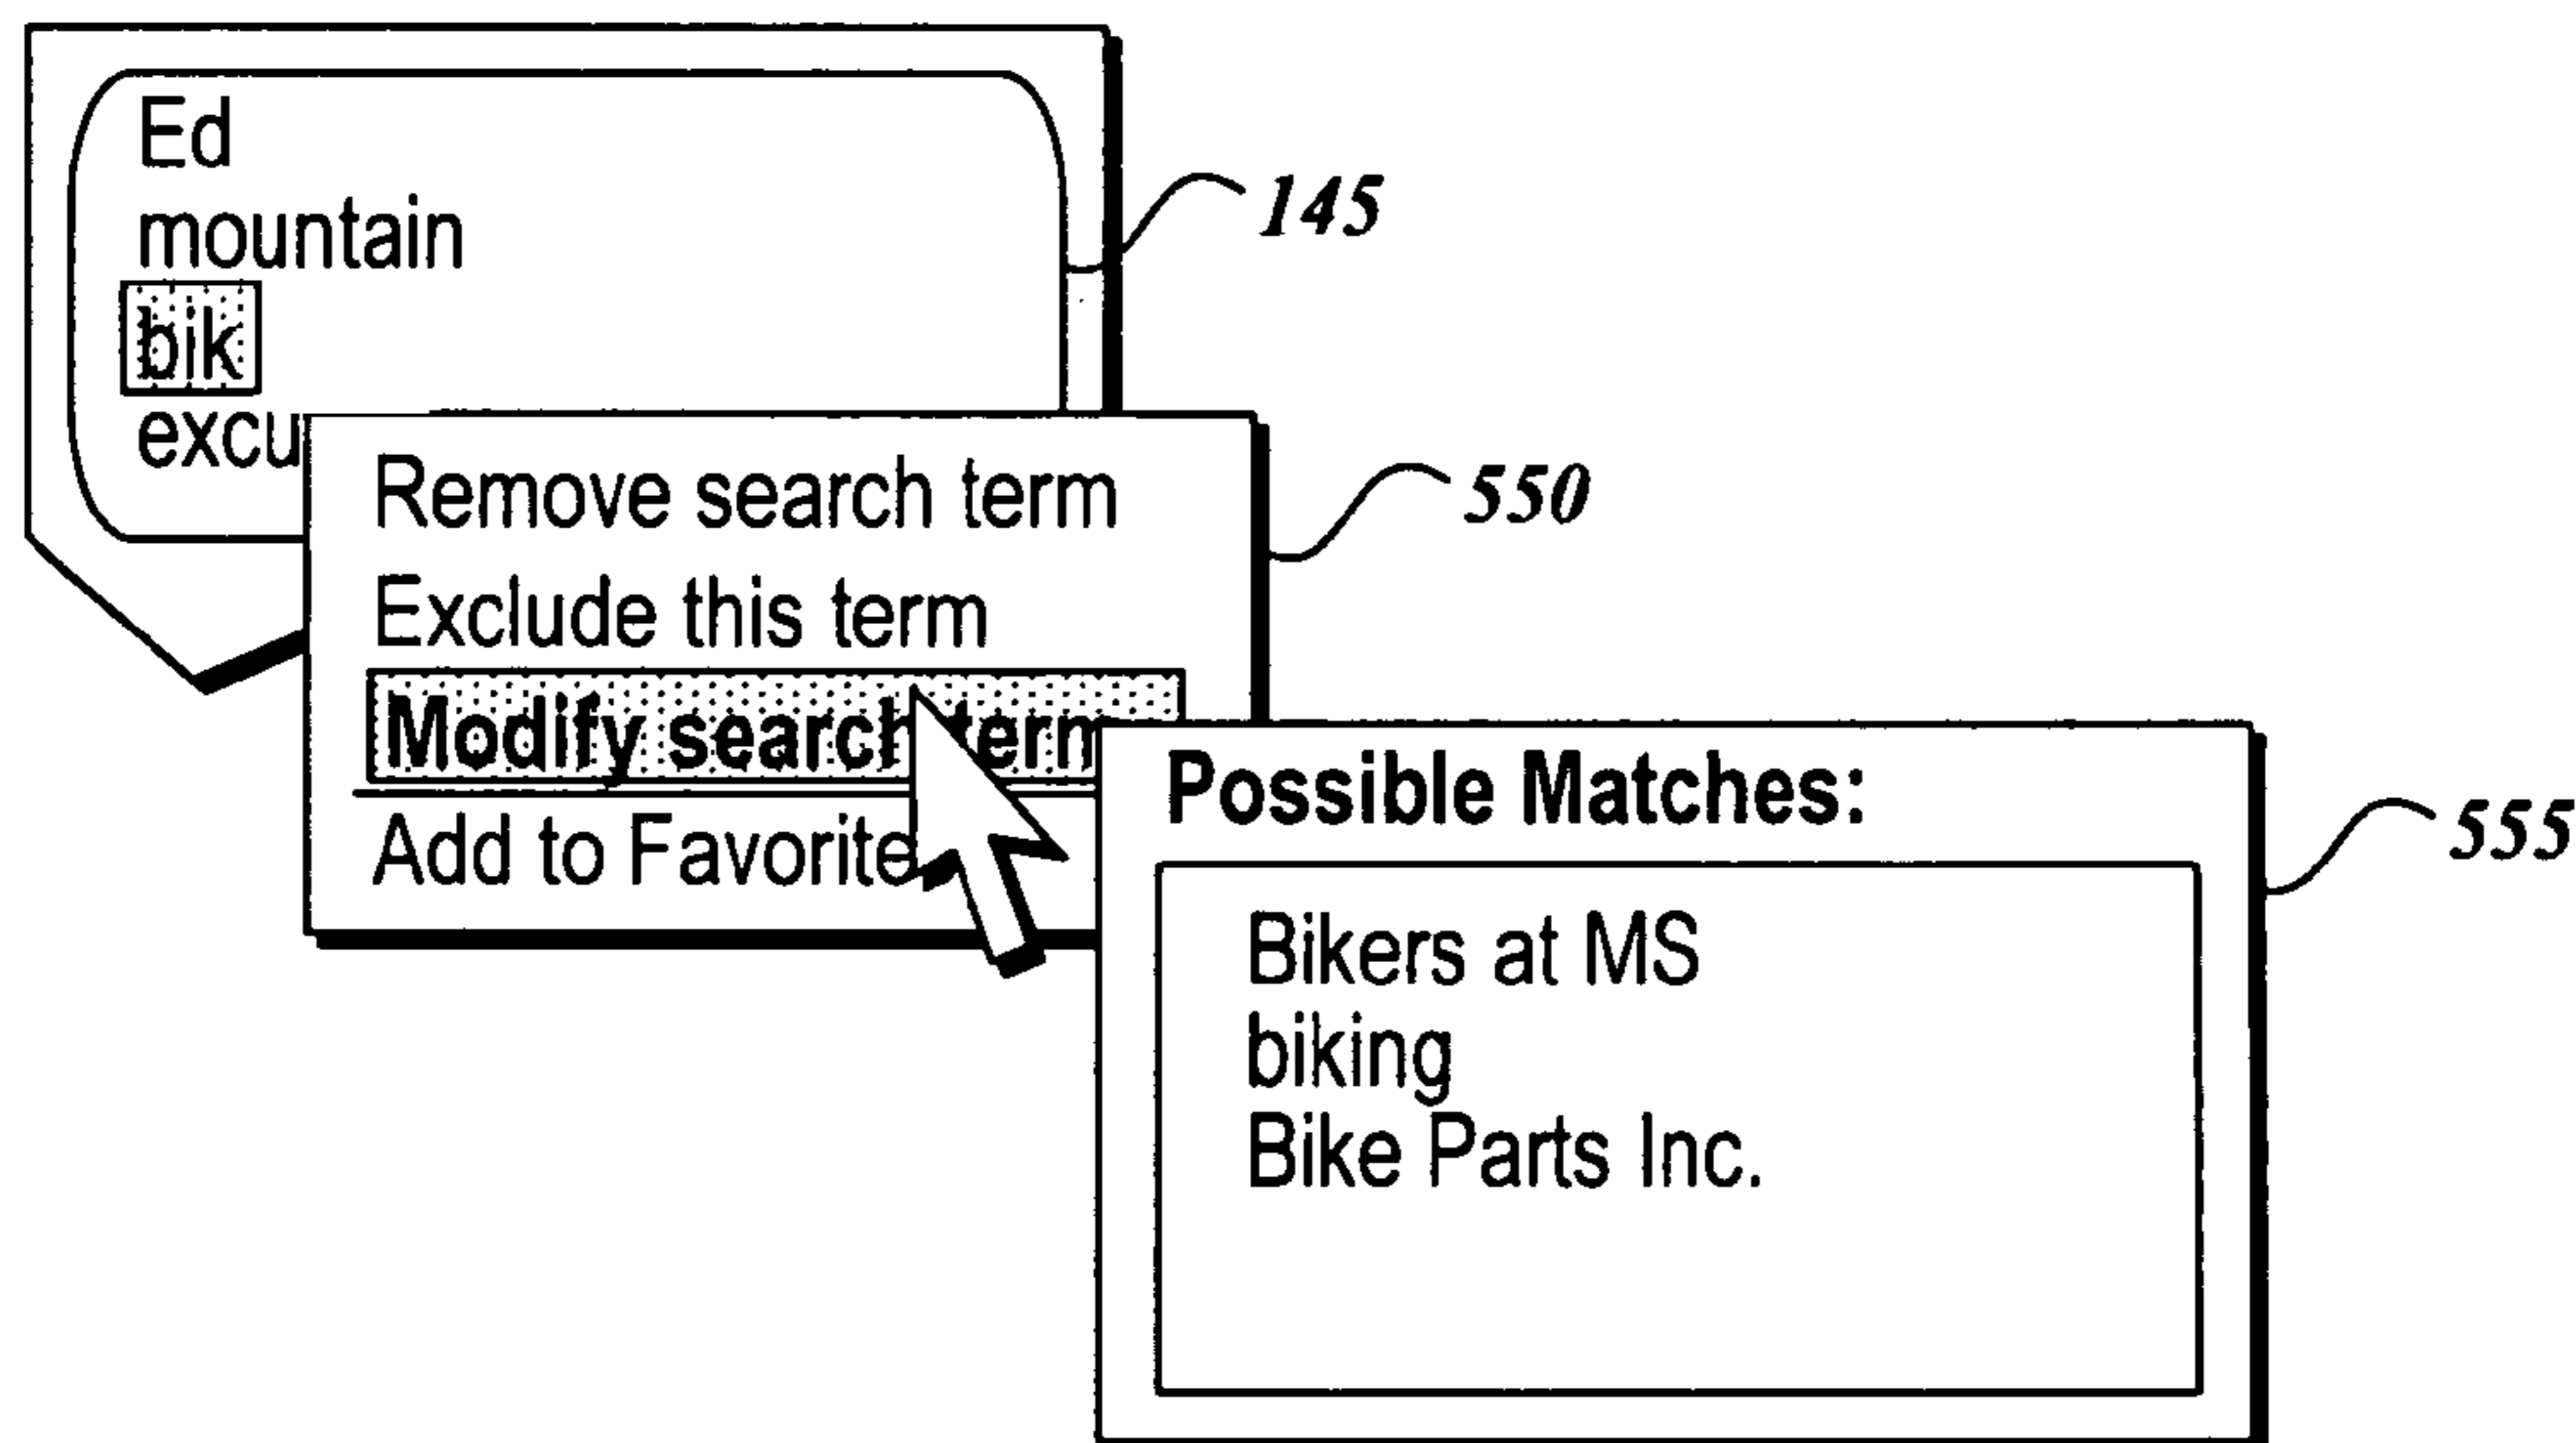 Ed
mountain
bik
excu
145
Remove search term
Exclude this term
Modify search term
Add to Favorite
550
Possible Matches:
Bikers at MS
biking
Bike Parts Inc.
555